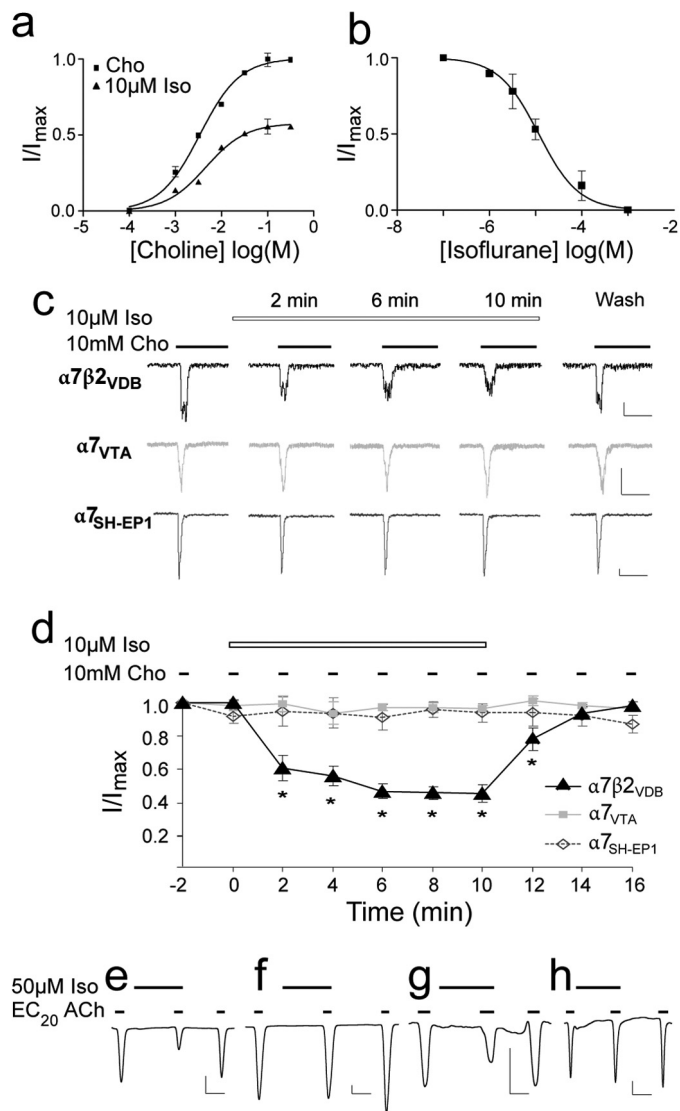 a
b
1.0
0.5
0.0
I/Imax
Cho
10µM Iso
-5
-4
-3
-2
-1
0
[Choline] log(M)
1.0
0.5
0.0
I/Imax
-8
-6
-4
-2
[Isoflurane] log(M)
c
2 min
6 min
10 min
Wash
10µM Iso
10mM Cho
α7β2VDB
α7VTA
α7SH-EP1
d
10µM Iso
10mM Cho
1.0
0.8
0.6
0.4
0.2
I/Imax
* * * * * *
α7β2VDB
α7VTA
α7SH-EP1
-2 0 2 4 6 8 10 12 14 16
Time (min)
e
f
g
h
50µM Iso
EC20 ACh